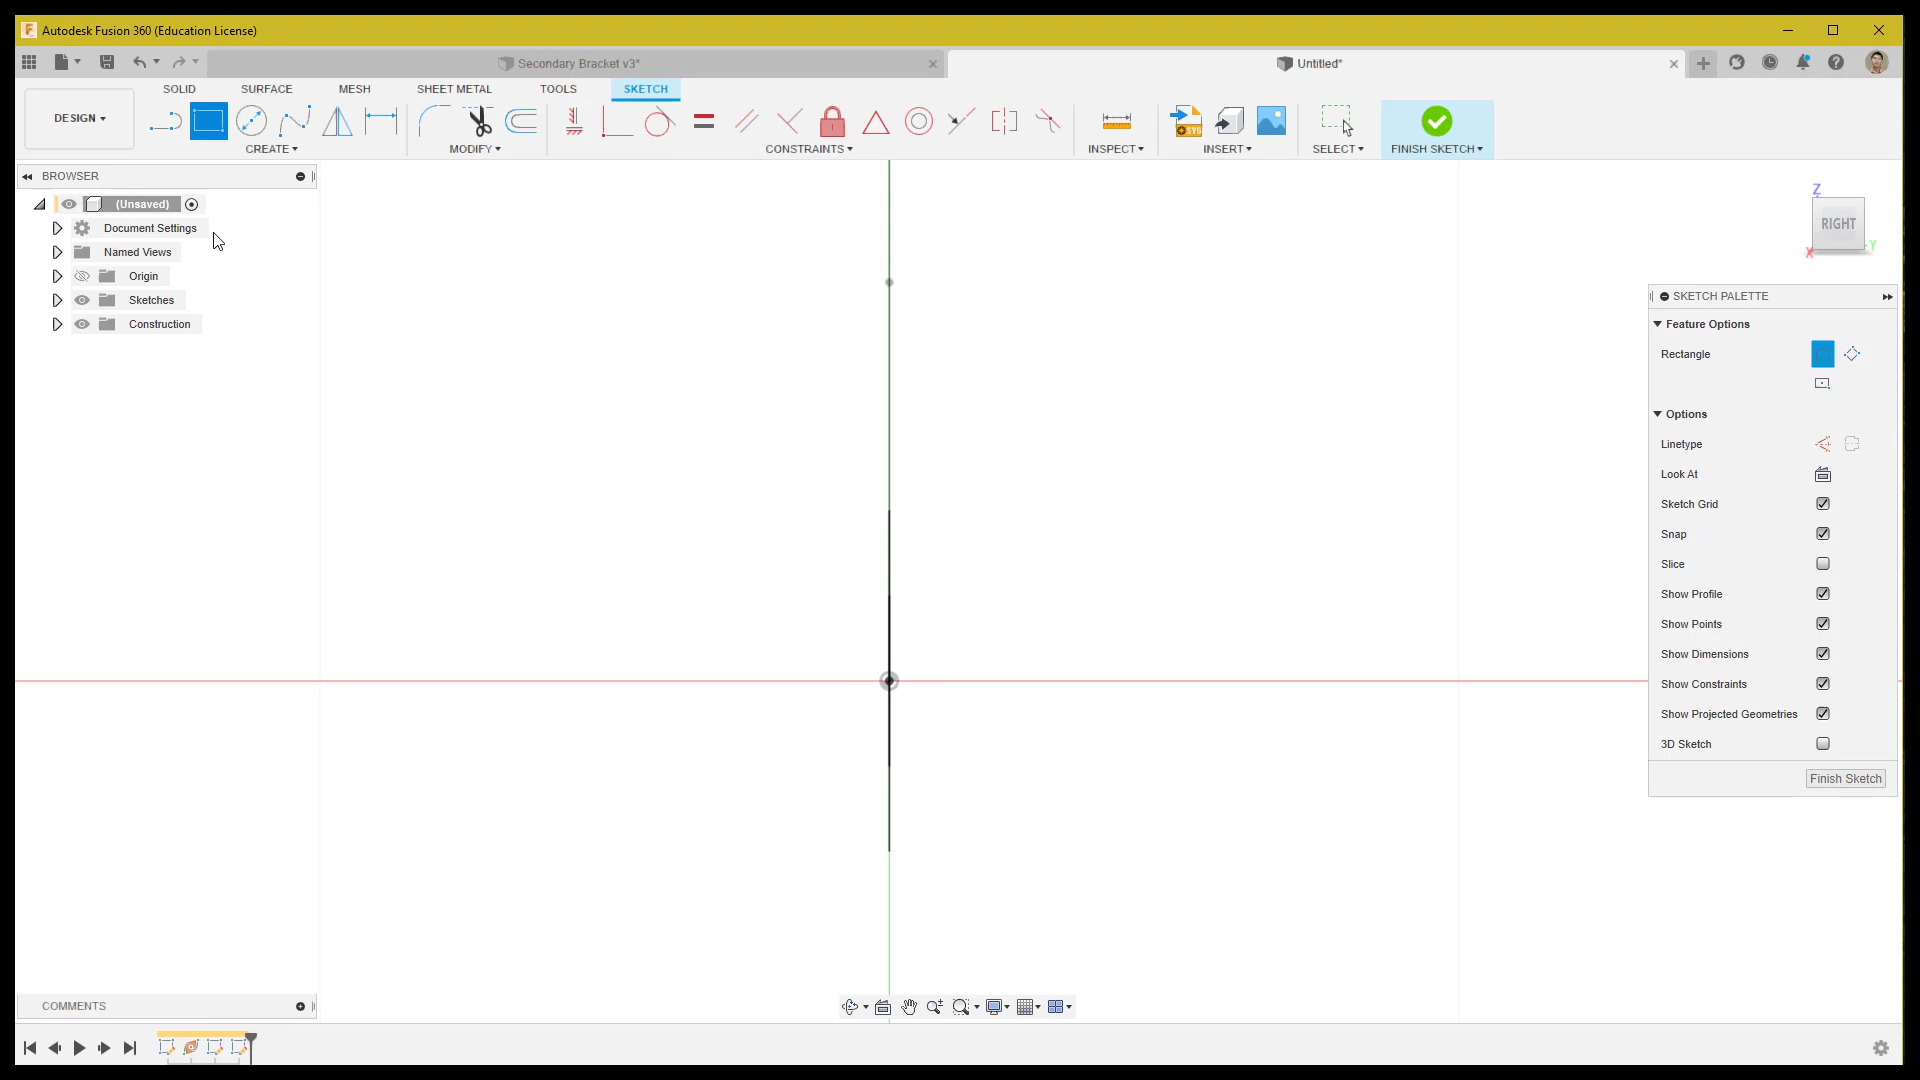 Autodesk Fusion 360 (Education License)
Secondary Bracket v3*
Untitled*
SOLID
SURFACE
MESH
SHEET METAL
TOOLS
SKETCH
DESIGN
CREATE
MODIFY
CONSTRAINTS
INSPECT
INSERT
SELECT
FINISH SKETCH
BROWSER
(Unsaved)
Document Settings
Named Views
Origin
Sketches
Construction
Z
RIGHT
X
Y
SKETCH PALETTE
Feature Options
Rectangle
Options
Linetype
Look At
Sketch Grid
Snap
Slice
Show Profile
Show Points
Show Dimensions
Show Constraints
Show Projected Geometries
3D Sketch
Finish Sketch
COMMENTS